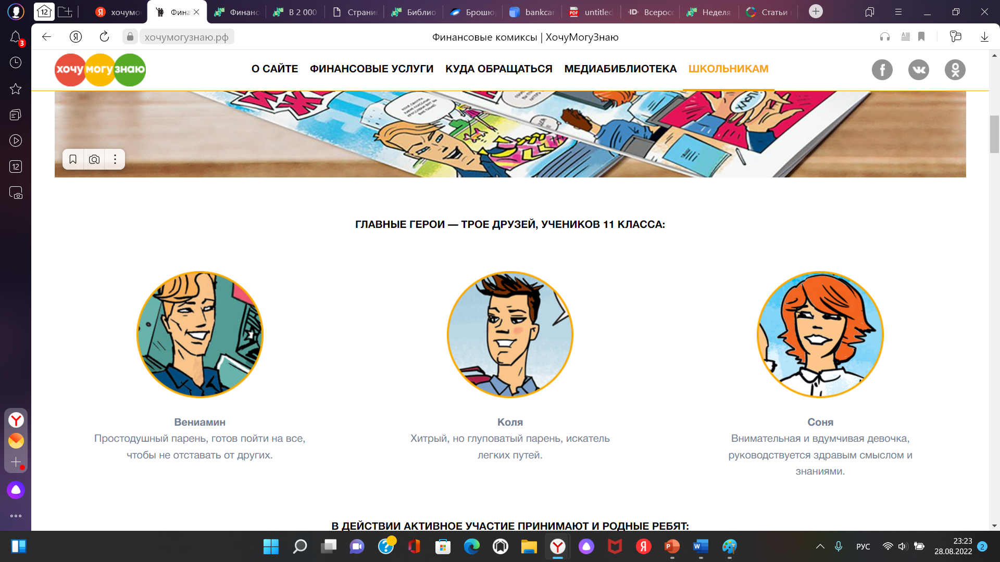 12
хочумо
Фина
Финанс
В 2 000
Страни
Библио
Брошю
bankcar
untitled
Всеросс
Неделя
Статьи
3
хочумогузнаю.рф
Финансовые комиксы | ХочуМогуЗнаю
хочу могу знаю
О САЙТЕ
ФИНАНСОВЫЕ УСЛУГИ
КУДА ОБРАЩАТЬСЯ
МЕДИАБИБЛИОТЕКА
ШКОЛЬНИКАМ
12
ГЛАВНЫЕ ГЕРОИ — ТРОЕ ДРУЗЕЙ, УЧЕНИКОВ 11 КЛАССА:
Вениамин
Простодушный парень, готов пойти на все,
чтобы не отставать от других.
Коля
Хитрый, но глуповатый парень, искатель
легких путей.
Соня
Внимательная и вдумчивая девочка,
руководствуется здравым смыслом и
знаниями.
В ДЕЙСТВИИ АКТИВНОЕ УЧАСТИЕ ПРИНИМАЮТ И РОДНЫЕ РЕБЯТ:
РУС
23:23
28.08.2022
2